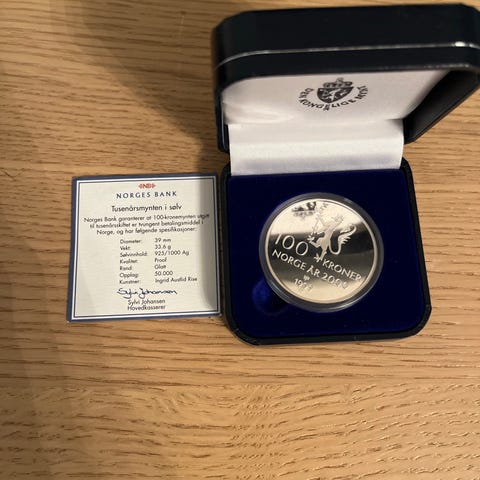 DEN KONGELIGE MYNT
NORGES BANK
Tusenårsmynten i sølv
Norges Bank garanterer at 100-kronemynten utgitt
til tusenårsskiftet er tvungent betalingsmiddel i
Norge, og har følgende spesifikasjoner:
Diameter: 39 mm
Vekt: 33.6 g
Sølvinnhold: 925/1000 Ag
Kvalitet: Proof
Rand: Glatt
Opplag: 50.000
Kunstner: Ingrid Austlid Rise
Sylvi Johansen
Sylvi Johansen
Hovedkasserer
100
KRONER
NORGE ÅR 2000
1999